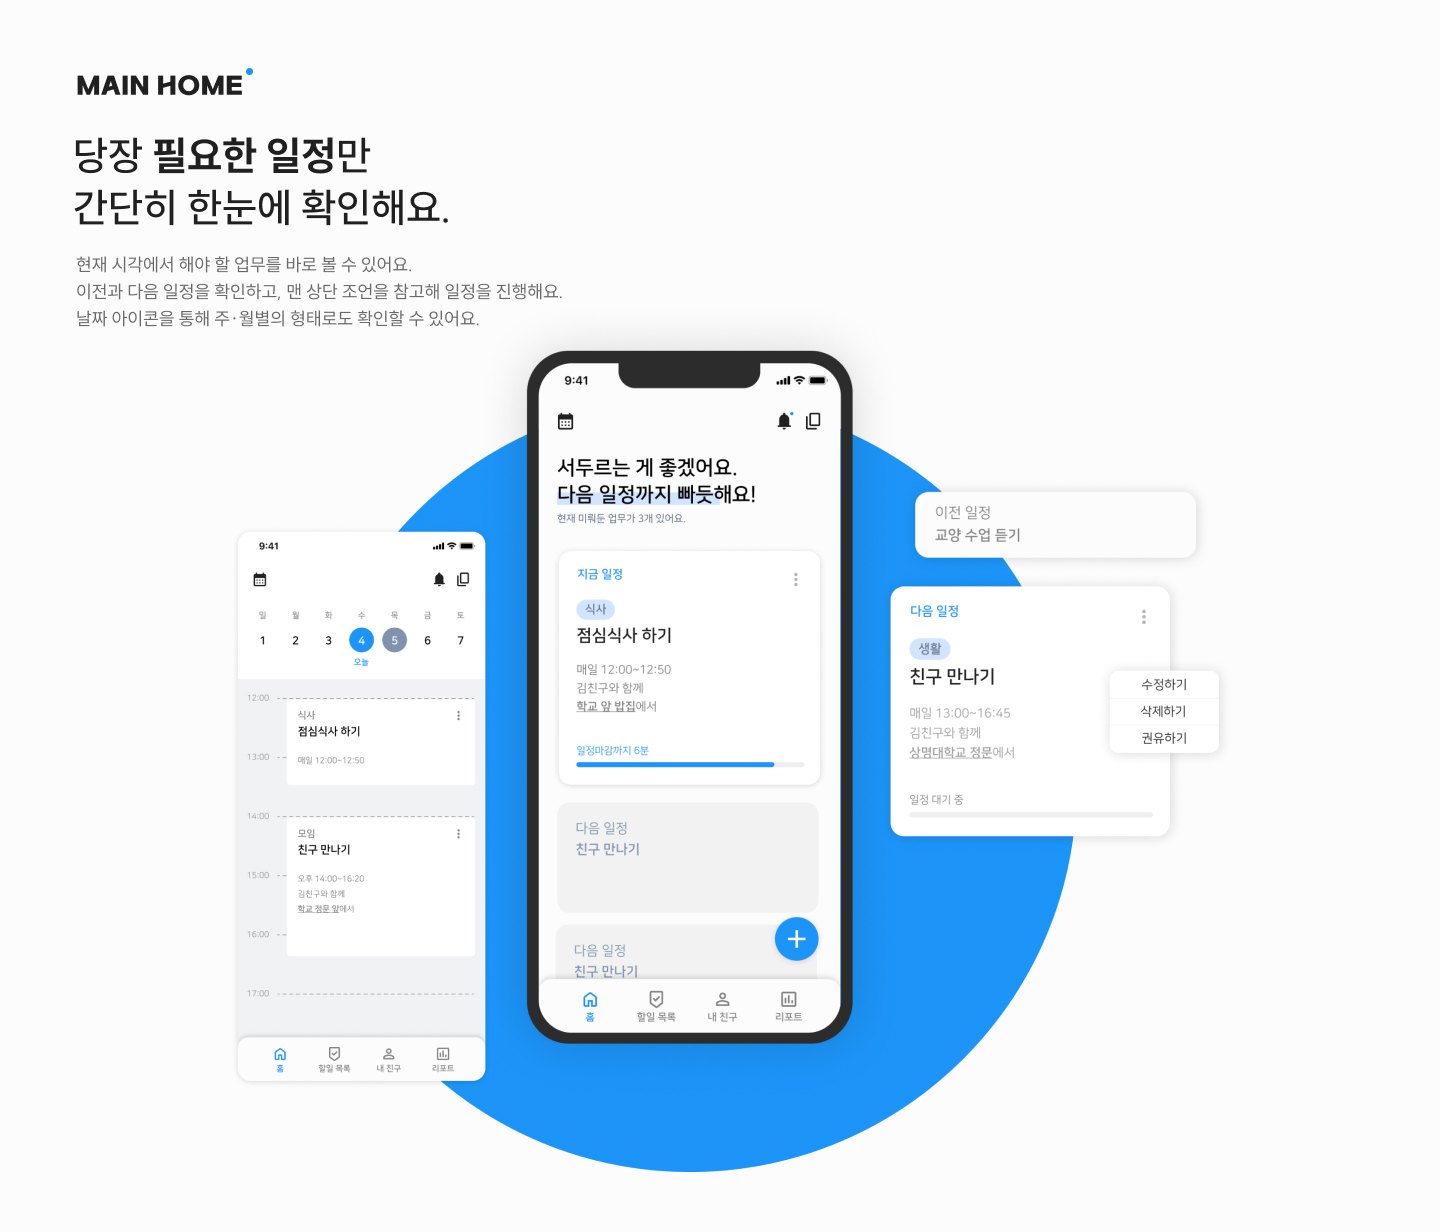 MAIN HOME
당장 필요한 일정만
간단히 한눈에 확인해요.
현재 시각에서 해야 할 업무를 바로 볼 수 있어요.
이전과 다음 일정을 확인하고, 맨 상단 조언을 참고해 일정을 진행해요.
날짜 아이콘을 통해 주·월별의 형태로도 확인할 수 있어요.
9:41
일 월 화 수 목 금 토
1 2 3 4 5 6 7
오늘
12:00
식사
점심식사 하기
13:00
매일 12:00~12:50
14:00
모임
친구 만나기
15:00
오후 14:00~16:20
김친구와 함께
학교 정문 앞에서
16:00
17:00
홈 할일 목록 내 친구 리포트
9:41
서두르는 게 좋겠어요.
다음 일정까지 빠듯해요!
현재 미뤄둔 업무가 3개 있어요.
지금 일정
식사
점심식사 하기
매일 12:00~12:50
김친구와 함께
학교 앞 밥집에서
일정마감까지 6분
다음 일정
친구 만나기
다음 일정
친구 만나기
홈 할일 목록 내 친구 리포트
이전 일정
교양 수업 듣기
다음 일정
생활
친구 만나기
매일 13:00~16:45
김친구와 함께
상명대학교 정문에서
일정 대기 중
수정하기
삭제하기
권유하기